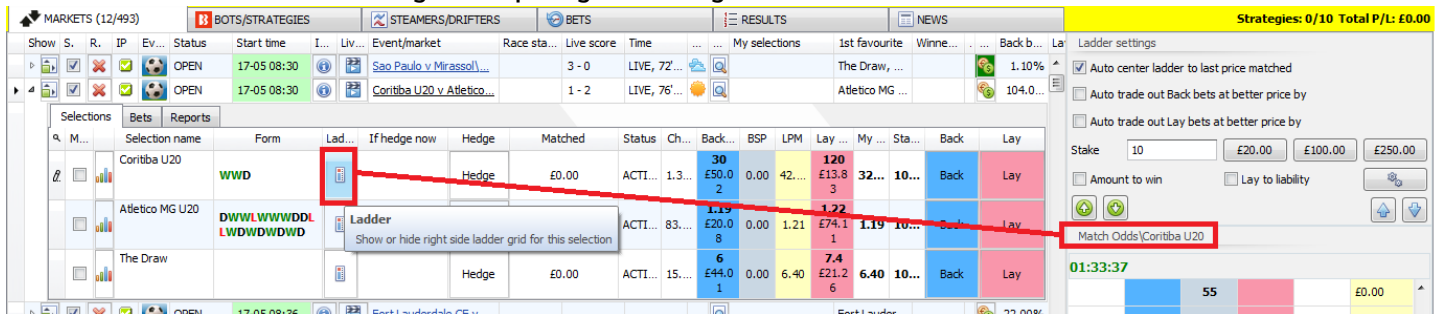 MARKETS (12/493) BOTS/STRATEGIES STEAMERS/DRIFTERS BETS RESULTS NEWS Strategies: 0/10 Total P/L: £0.00
Show S. R. IP Ev... Status Start time I... Liv... Event/market Race sta... Live score Time ... ... My selections 1st favourite Winne... . ... Back b... La
OPEN 17-05 08:30 Sao Paulo v Mirassol\... 3 - 0 LIVE, 72'... The Draw, ... 1.10%
OPEN 17-05 08:30 Coritiba U20 v Atletico... 1 - 2 LIVE, 76'... Atletico MG ... 104.0...
Selections Bets Reports
M... Selection name Form Lad... If hedge now Hedge Matched Status Ch... Back... BSP LPM Lay ... My ... Sta... Back Lay
Coritiba U20 WWD Hedge £0.00 ACTI... 1.3... 30 £50.0 2 0.00 42.... 120 £13.8 3 32... 10... Back Lay
Atletico MG U20 DWWLWWWDDL LWDWDWDWD ACTI... 83.... 1.19 £20.0 8 0.00 1.21 1.22 £74.1 1 1.19 10... Back Lay
Ladder
Show or hide right side ladder grid for this selection
The Draw Hedge £0.00 ACTI... 15.... 6 £44.0 1 0.00 6.40 7.4 £21.2 6 6.40 10... Back Lay
Ladder settings
Auto center ladder to last price matched
Auto trade out Back bets at better price by
Auto trade out Lay bets at better price by
Stake 10 £20.00 £100.00 £250.00
Amount to win Lay to liability
Match Odds\Coritiba U20
01:33:37
55 £0.00